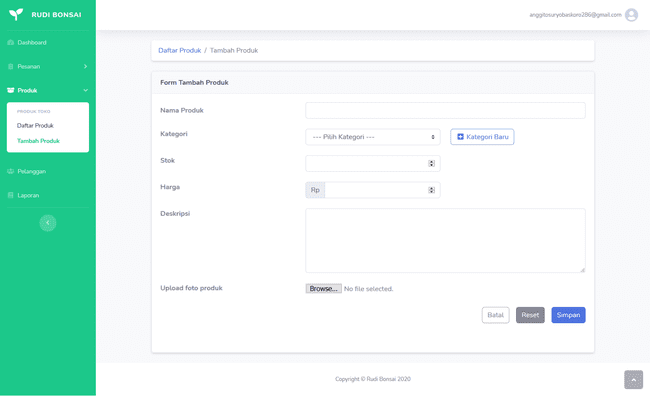 RUDI BONSAI
anggitosuryobaskoro286@gmail.com
Dashboard
Pesanan
Produk
PRODUK TOKO
Daftar Produk
Tambah Produk
Pelanggan
Laporan
Daftar Produk / Tambah Produk
Form Tambah Produk
Nama Produk
Kategori
--- Pilih Kategori ---
Kategori Baru
Stok
Harga
Rp
Deskripsi
Upload foto produk
Browse... No file selected.
Batal
Reset
Simpan
Copyright © Rudi Bonsai 2020